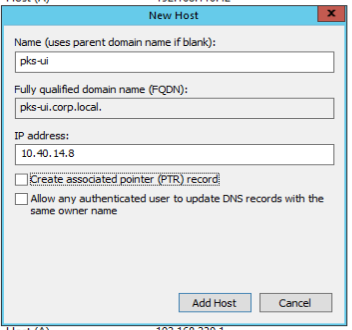 New Host
x
Name (uses parent domain name if blank):
pks-ui
Fully qualified domain name (FQDN):
pks-ui.corp.local.
IP address:
10.40.14.8
Create associated pointer (PTR) record
Allow any authenticated user to update DNS records with the
same owner name
Add Host Cancel